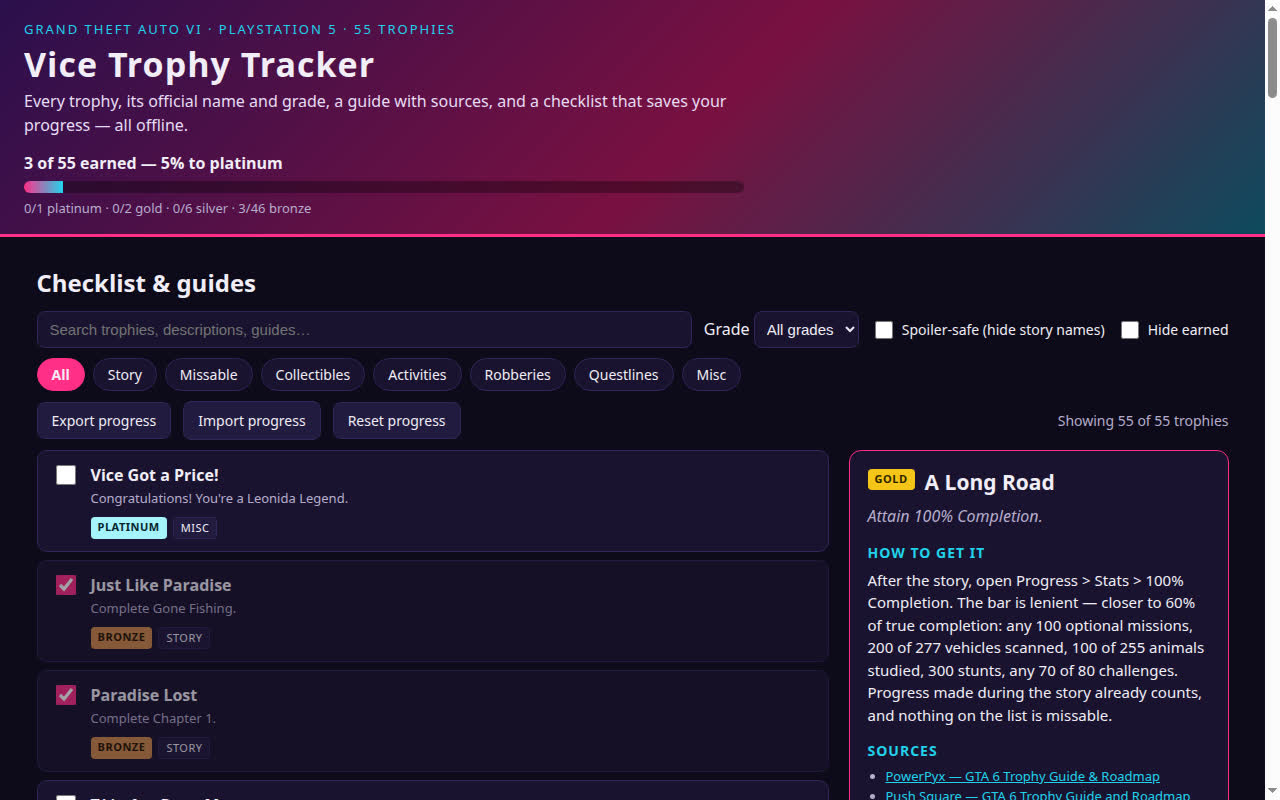 GRAND THEFT AUTO VI · PLAYSTATION 5 · 55 TROPHIES
Vice Trophy Tracker
Every trophy, its official name and grade, a guide with sources, and a checklist that saves your
progress — all offline.
3 of 55 earned — 5% to platinum
0/1 platinum · 0/2 gold · 0/6 silver · 3/46 bronze
Checklist & guides
Search trophies, descriptions, guides…
Grade
All grades
Spoiler-safe (hide story names)
Hide earned
All
Story
Missable
Collectibles
Activities
Robberies
Questlines
Misc
Export progress
Import progress
Reset progress
Showing 55 of 55 trophies
Vice Got a Price!
Congratulations! You're a Leonida Legend.
PLATINUM
MISC
Just Like Paradise
Complete Gone Fishing.
BRONZE
STORY
Paradise Lost
Complete Chapter 1.
BRONZE
STORY
GOLD
A Long Road
Attain 100% Completion.
HOW TO GET IT
After the story, open Progress > Stats > 100%
Completion. The bar is lenient — closer to 60%
of true completion: any 100 optional missions,
200 of 277 vehicles scanned, 100 of 255 animals
studied, 300 stunts, any 70 of 80 challenges.
Progress made during the story already counts,
and nothing on the list is missable.
SOURCES
PowerPyx — GTA 6 Trophy Guide & Roadmap
Push Square — GTA 6 Trophy Guide and Roadmap